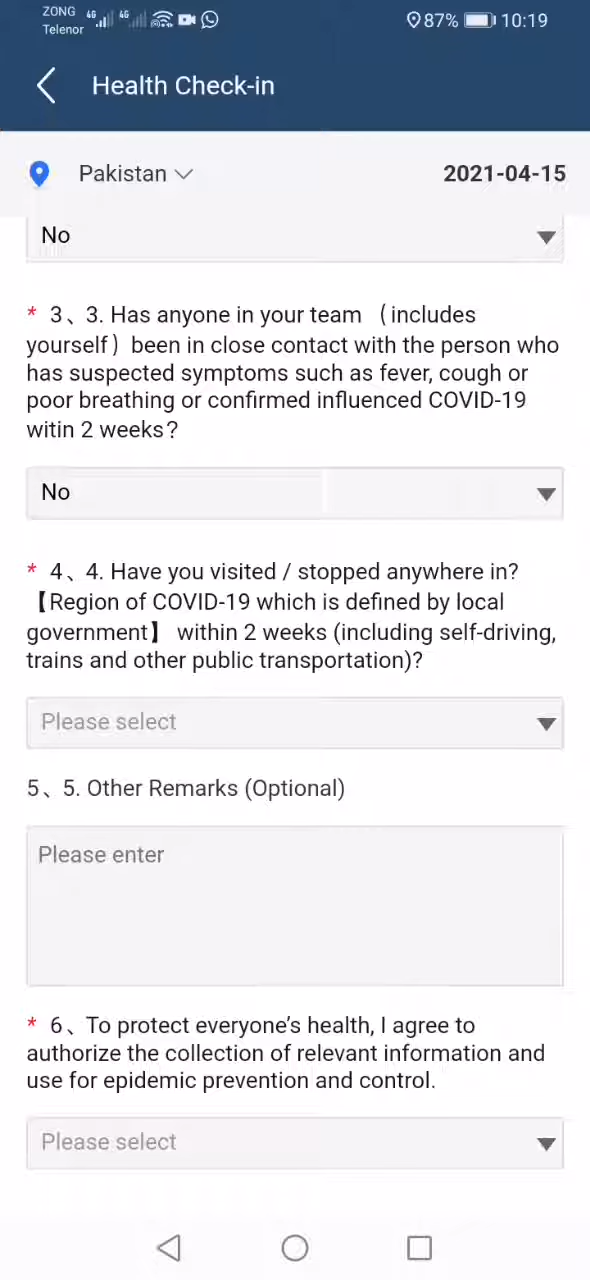 ZONG 4G 4G 87% 10:19
Telenor
Health Check-in
Pakistan 2021-04-15
No
* 3、3. Has anyone in your team （includes
yourself）been in close contact with the person who
has suspected symptoms such as fever, cough or
poor breathing or confirmed influenced COVID-19
witin 2 weeks?
No
* 4、4. Have you visited / stopped anywhere in?
【Region of COVID-19 which is defined by local
government】 within 2 weeks (including self-driving,
trains and other public transportation)?
Please select
5、5. Other Remarks (Optional)
Please enter
* 6、To protect everyone’s health, I agree to
authorize the collection of relevant information and
use for epidemic prevention and control.
Please select